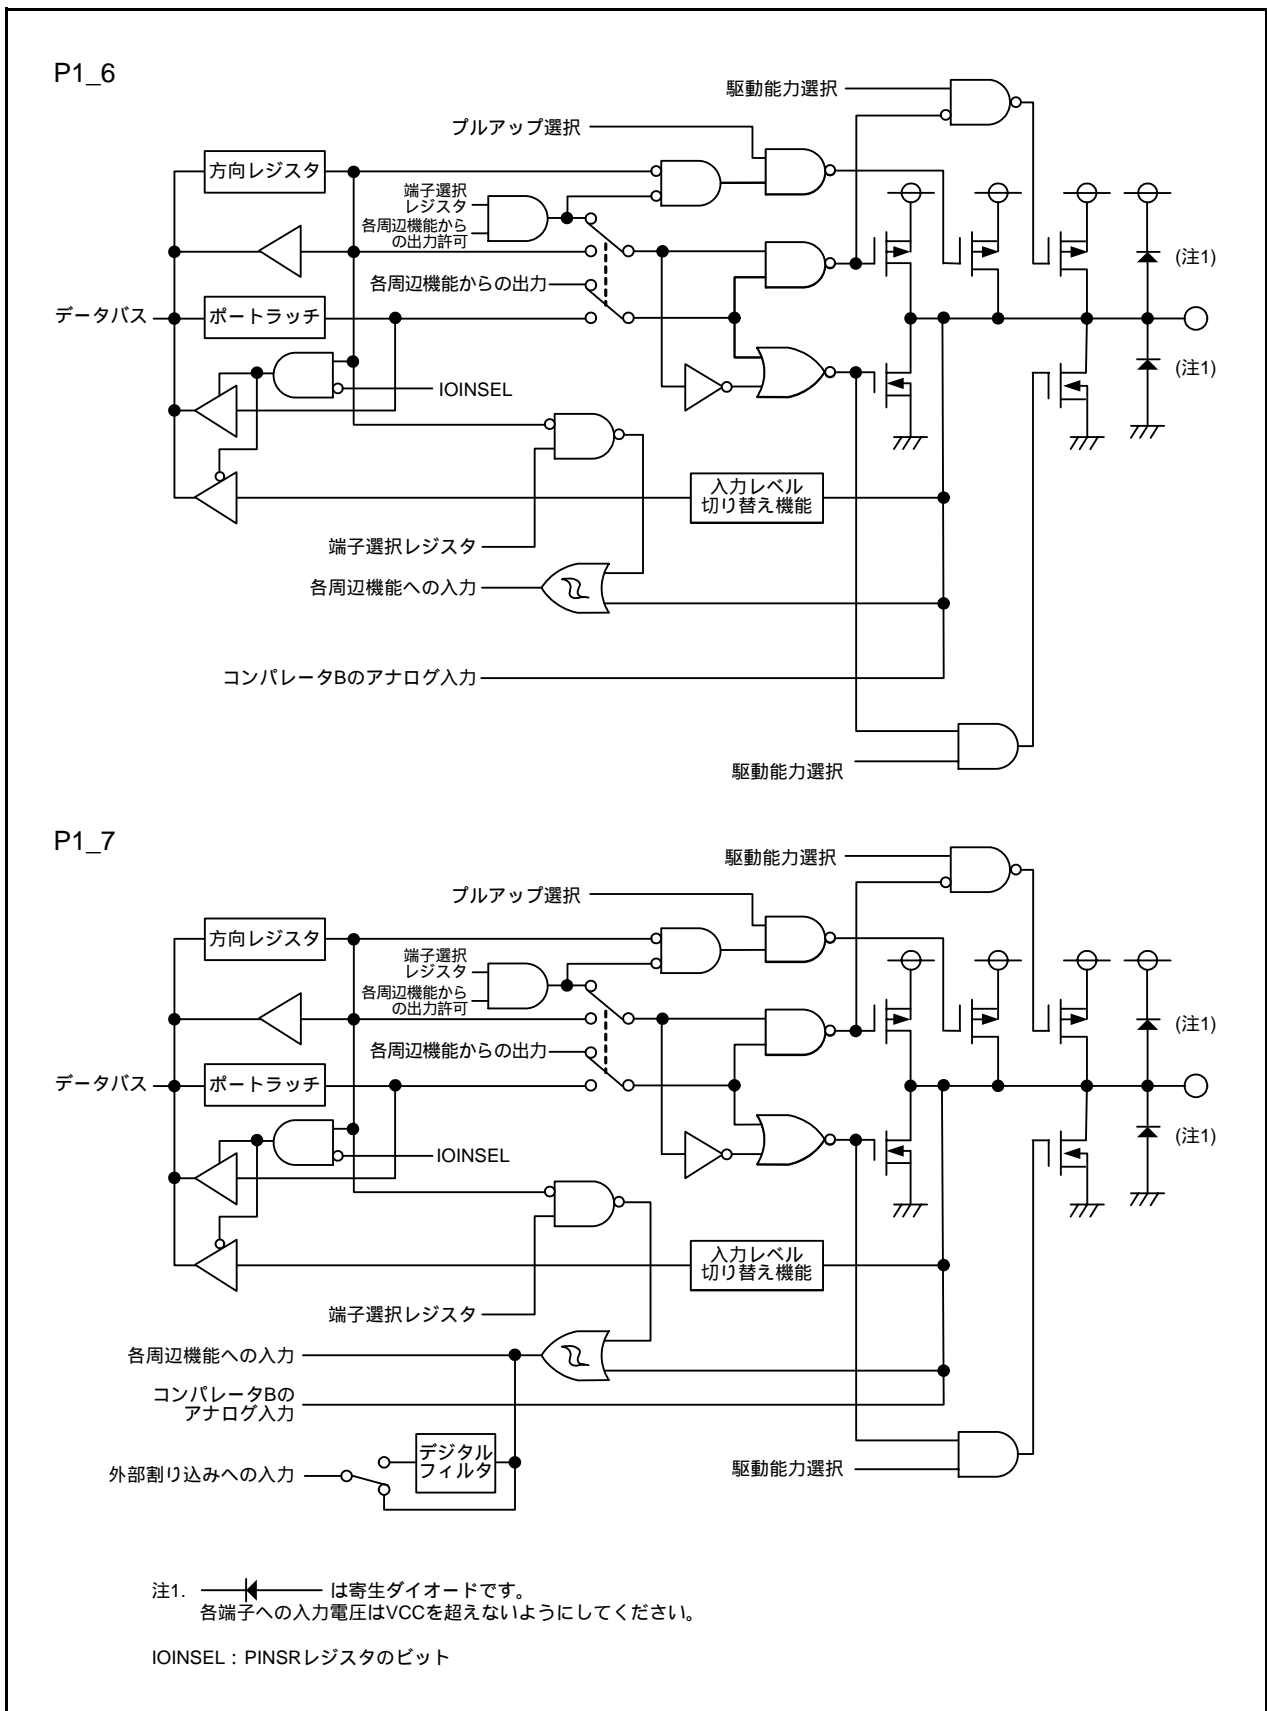 P1_6
駆動能力選択
プルアップ選択
方向レジスタ
端子選択
レジスタ
各周辺機能から
の出力許可
(注1)
各周辺機能からの出力
データバス
ポートラッチ
(注1)
IOINSEL
入力レベル
切り替え機能
端子選択レジスタ
各周辺機能への入力
コンパレータBのアナログ入力
駆動能力選択
P1_7
駆動能力選択
プルアップ選択
方向レジスタ
端子選択
レジスタ
各周辺機能から
の出力許可
(注1)
各周辺機能からの出力
データバス
ポートラッチ
(注1)
IOINSEL
入力レベル
切り替え機能
端子選択レジスタ
各周辺機能への入力
コンパレータBの
アナログ入力
デジタル
フィルタ
外部割り込みへの入力
駆動能力選択
注1. は寄生ダイオードです。
各端子への入力電圧はVCCを超えないようにしてください。
IOINSEL：PINSRレジスタのビット